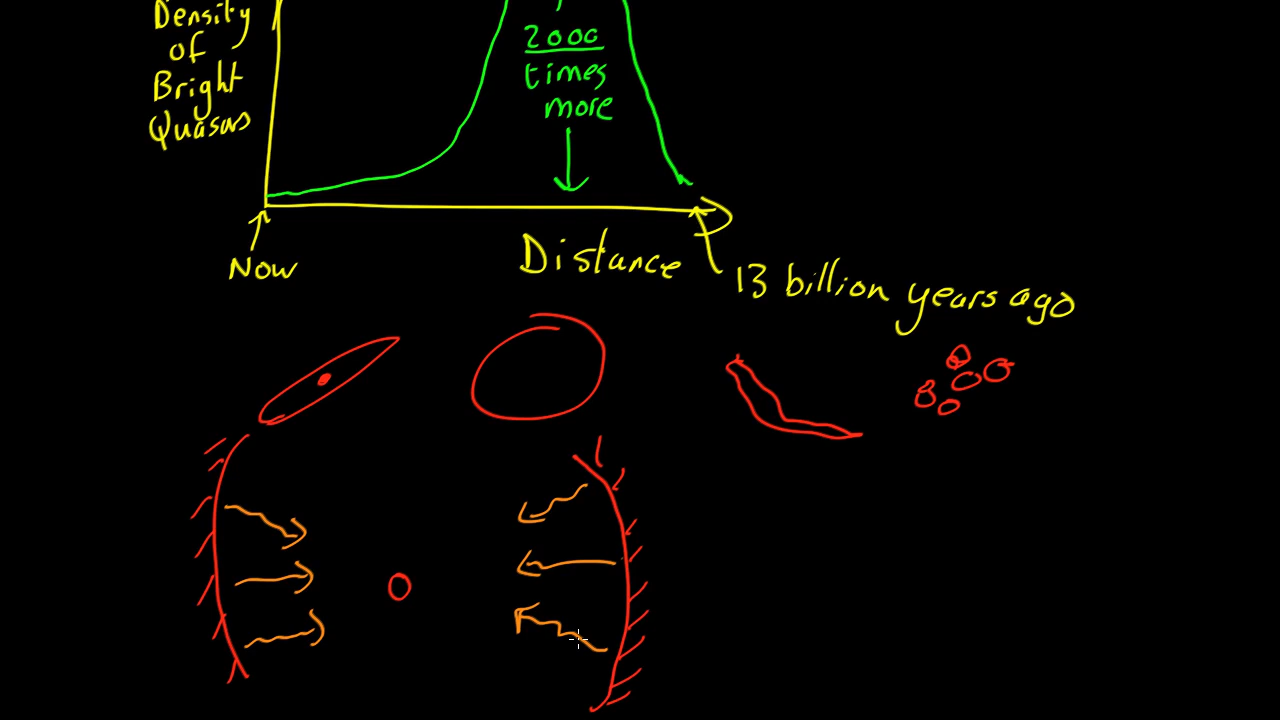 Density
of
Bright
Quasars
2000
times
more
Now
Distance
13 billion years ago